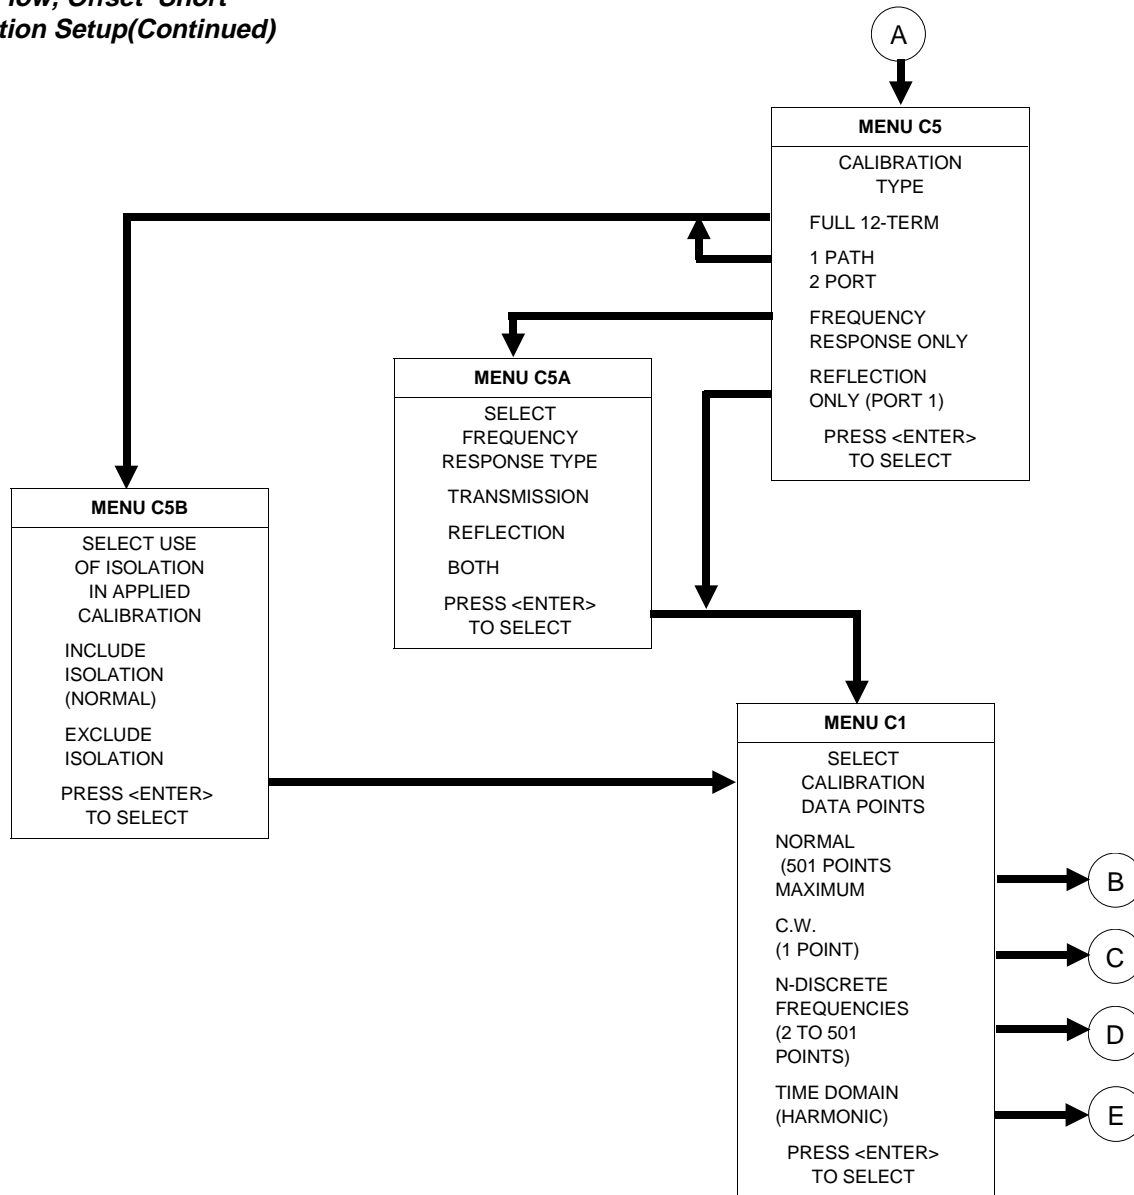 Flow, Offset-Short
tion Setup(Continued)
A
MENU C5
CALIBRATION
TYPE
FULL 12-TERM
1 PATH
2 PORT
FREQUENCY
RESPONSE ONLY
REFLECTION
ONLY (PORT 1)
PRESS <ENTER>
TO SELECT
MENU C5A
SELECT
FREQUENCY
RESPONSE TYPE
TRANSMISSION
REFLECTION
BOTH
PRESS <ENTER>
TO SELECT
MENU C5B
SELECT USE
OF ISOLATION
IN APPLIED
CALIBRATION
INCLUDE
ISOLATION
(NORMAL)
EXCLUDE
ISOLATION
PRESS <ENTER>
TO SELECT
MENU C1
SELECT
CALIBRATION
DATA POINTS
NORMAL
(501 POINTS
MAXIMUM
C.W.
(1 POINT)
N-DISCRETE
FREQUENCIES
(2 TO 501
POINTS)
TIME DOMAIN
(HARMONIC)
PRESS <ENTER>
TO SELECT
B
C
D
E